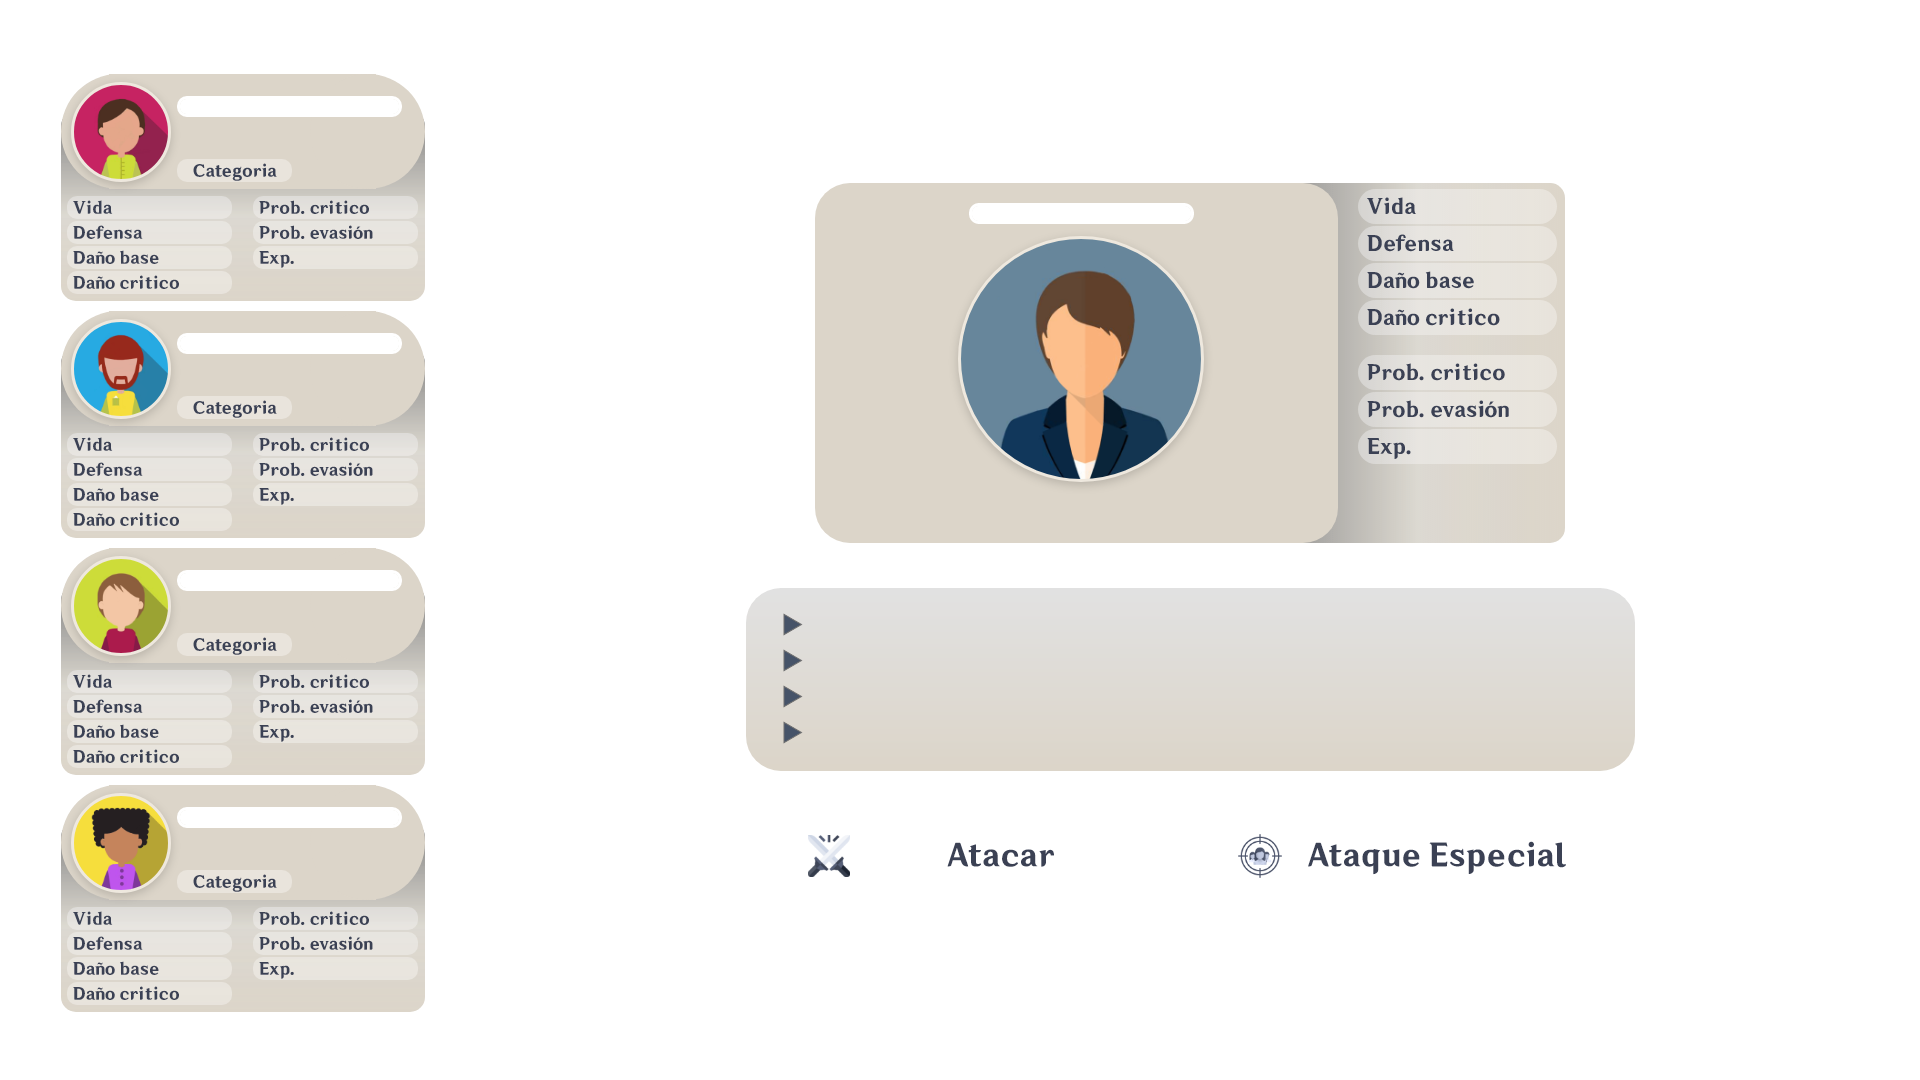 Categoria
Vida
Prob. critico
Defensa
Prob. evasión
Daño base
Exp.
Daño critico
Categoria
Vida
Prob. critico
Defensa
Prob. evasión
Daño base
Exp.
Daño critico
Categoria
Vida
Prob. critico
Defensa
Prob. evasión
Daño base
Exp.
Daño critico
Categoria
Vida
Prob. critico
Defensa
Prob. evasión
Daño base
Exp.
Daño critico
Vida
Defensa
Daño base
Daño critico
Prob. critico
Prob. evasión
Exp.
Atacar
Ataque Especial